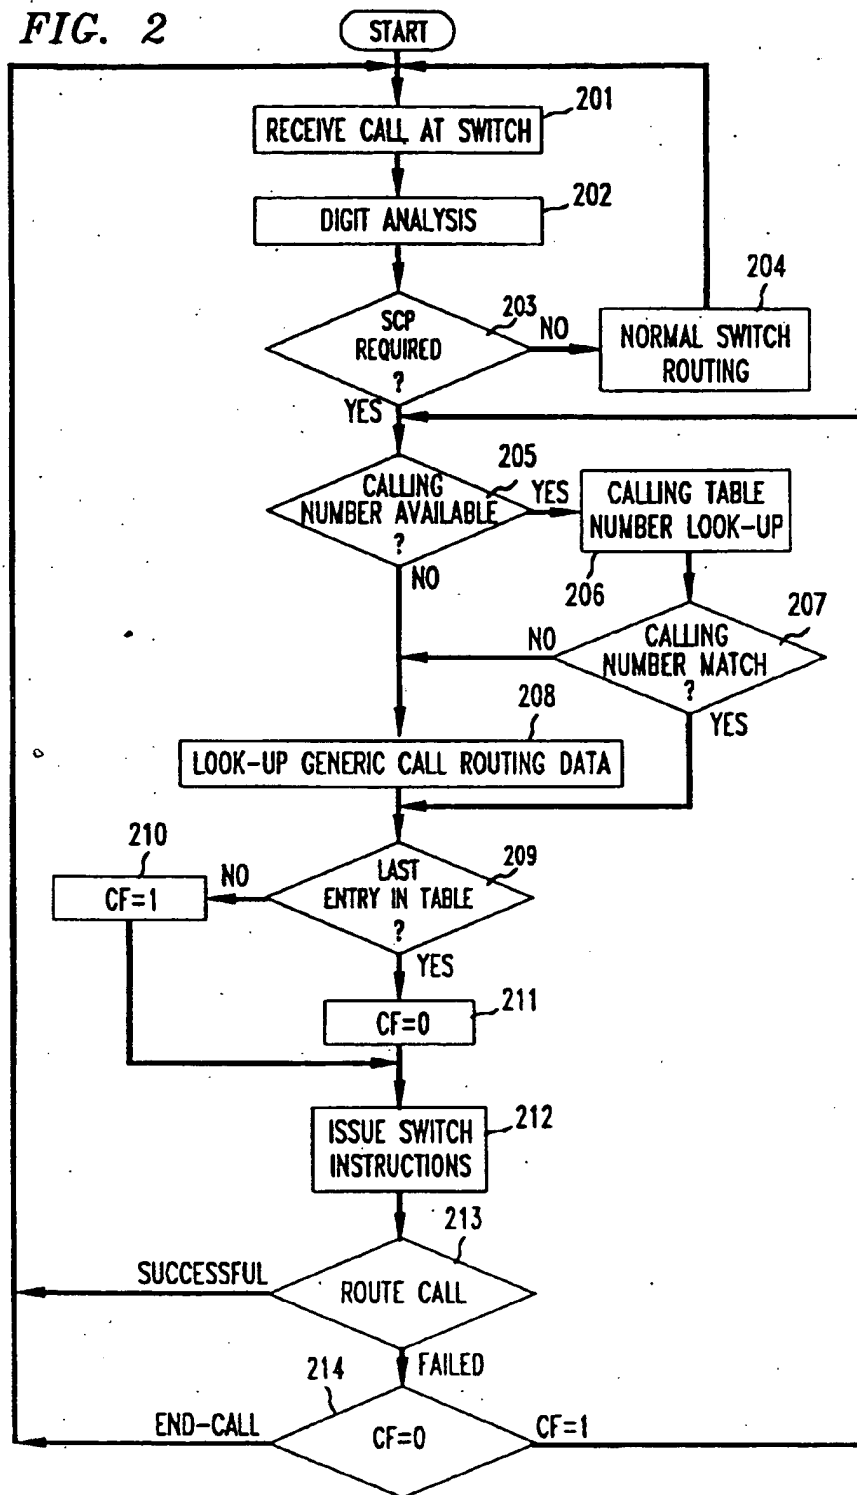 FIG. 2
START
201
RECEIVE CALL AT SWITCH
202
DIGIT ANALYSIS
203
SCP
REQUIRED
?
NO
204
NORMAL SWITCH
ROUTING
YES
205
CALLING
NUMBER AVAILABLE
?
YES
CALLING TABLE
NUMBER LOOK-UP
206
NO
207
CALLING
NUMBER MATCH
?
NO
YES
208
LOOK-UP GENERIC CALL ROUTING DATA
210
CF=1
NO
209
LAST
ENTRY IN TABLE
?
YES
211
CF=0
212
ISSUE SWITCH
INSTRUCTIONS
213
SUCCESSFUL
ROUTE CALL
FAILED
214
END-CALL
CF=0
CF=1